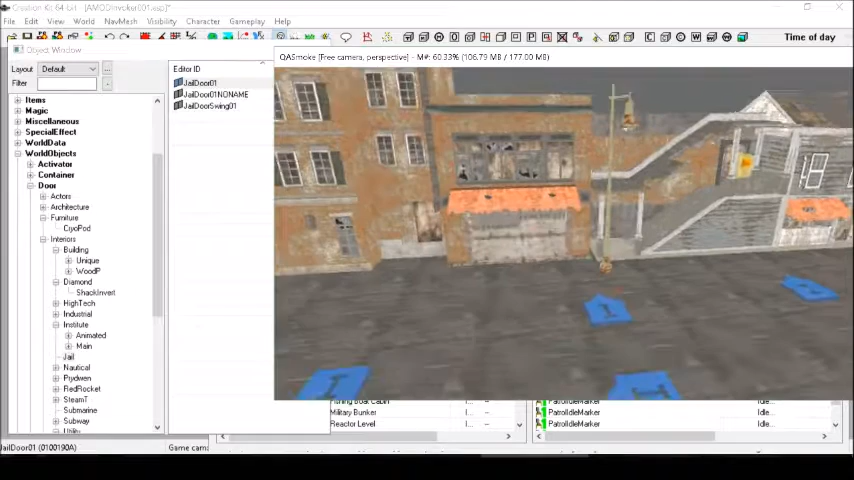 Creation Kit 64-bit - [AMODInvoker001.esp]*
File Edit View World NavMesh Visibility Character Gameplay Help
Time of day
Object Window
Layout Default ...
Filter
Items
Magic
Miscellaneous
SpecialEffect
WorldData
WorldObjects
Activator
Container
Door
Actors
Architecture
Furniture
CryoPod
Interiors
Building
Unique
WoodP
Diamond
ShackInvert
HighTech
Industrial
Institute
Animated
Main
Jail
Nautical
Prydwen
RedRocket
SteamT
Submarine
Subway
Utility
Editor ID
JailDoor01
JailDoor01NONAME
JailDoorSwing01
QASmoke [Free camera, perspective] - M#: 60.33% (106.79 MB / 177.00 MB)
Fishing Boat Cabin I... -- PatrolIdleMarker Idle...
Military Bunker I... -- PatrolIdleMarker Idle...
Reactor Level I... -- PatrolIdleMarker Idle...
JailDoor01 (0100190A) Game cam: